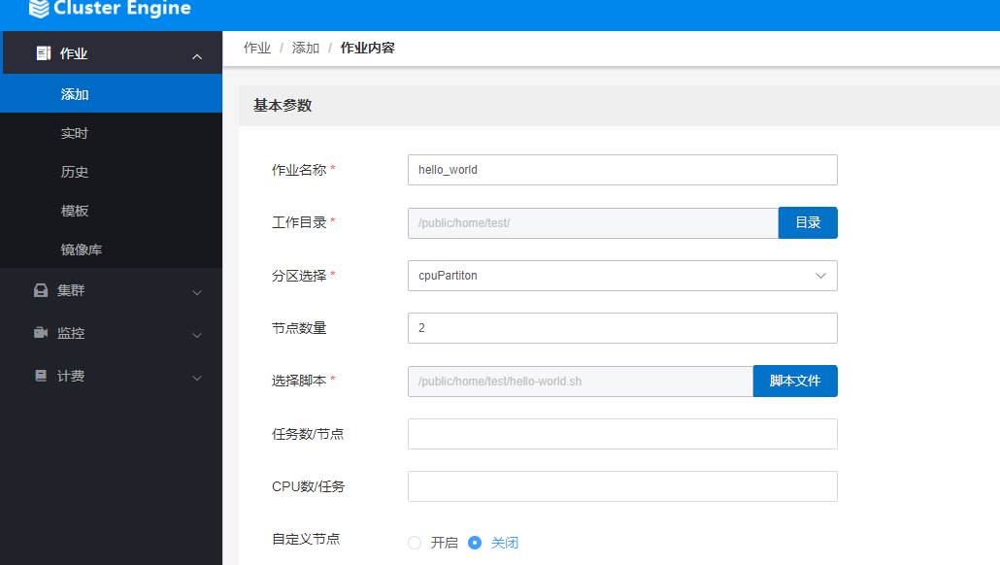 Cluster Engine
作业
添加
实时
历史
模板
镜像库
集群
监控
计费
作业 / 添加 / 作业内容
基本参数
作业名称 * hello_world
工作目录 * /public/home/test/ 目录
分区选择 * cpuPartiton
节点数量 2
选择脚本 * /public/home/test/hello-world.sh 脚本文件
任务数/节点
CPU数/任务
自定义节点 开启 关闭